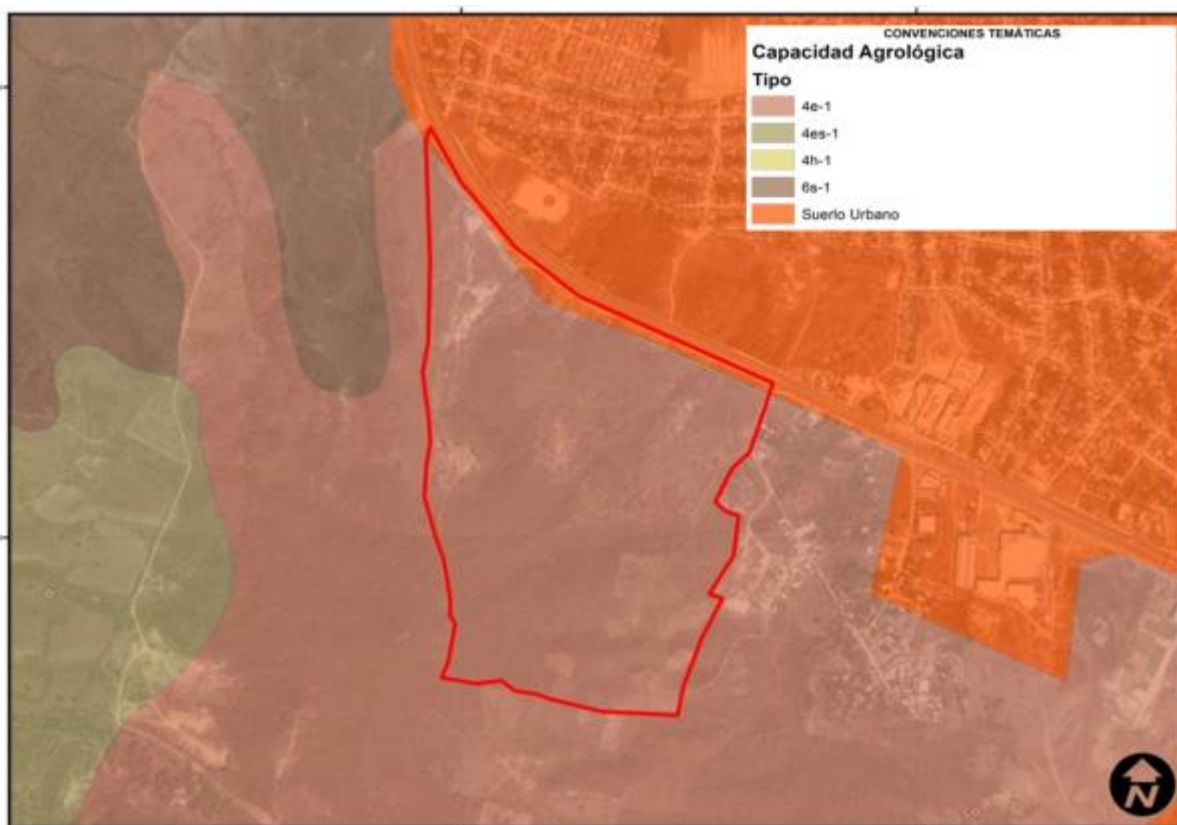 CONVENCIONES TEMÁTICAS
Capacidad Agrológica
Tipo
4e-1
4es-1
4h-1
6s-1
Suerlo Urbano
N